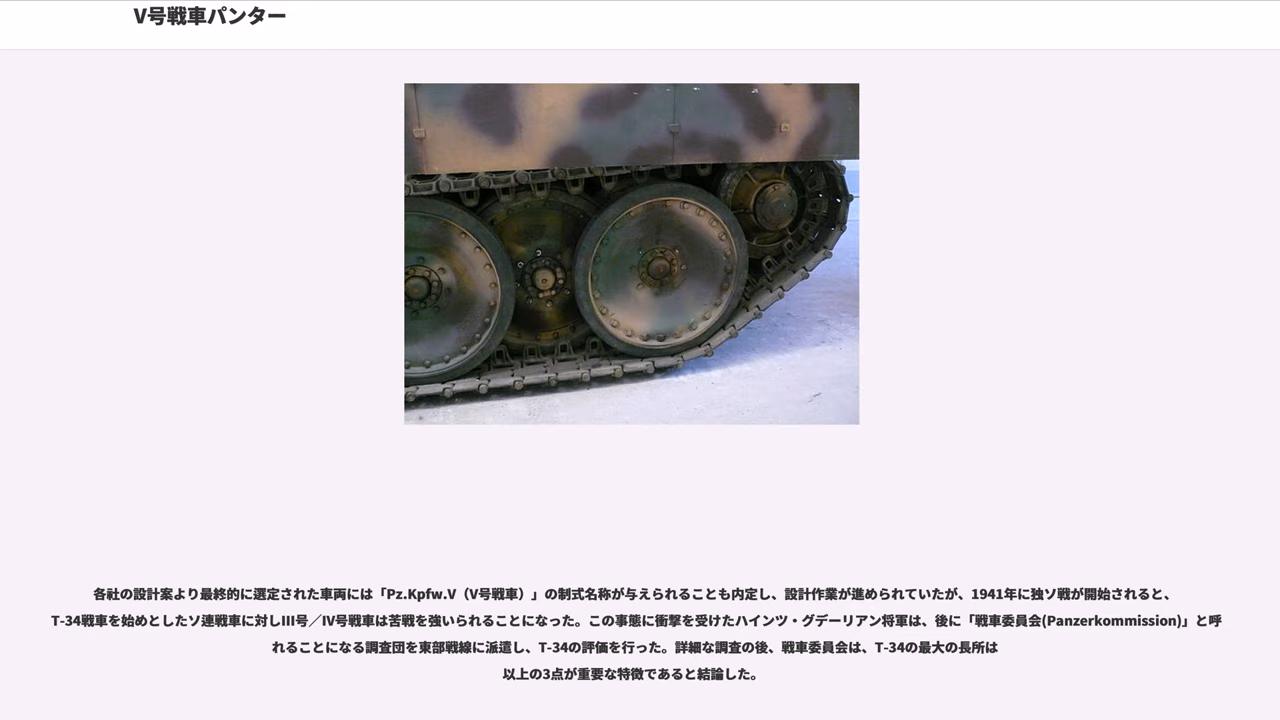 V号戦車パンター
各社の設計案より最終的に選定された車両には「Pz.Kpfw.V（V号戦車）」の制式名称が与えられることも内定し、設計作業が進められていたが、1941年に独ソ戦が開始されると、
T-34戦車を始めとしたソ連戦車に対しIII号／IV号戦車は苦戦を強いられることになった。この事態に衝撃を受けたハインツ・グデーリアン将軍は、後に「戦車委員会(Panzerkommission)」と呼
れることになる調査団を東部戦線に派遣し、T-34の評価を行った。詳細な調査の後、戦車委員会は、T-34の最大の長所は
以上の3点が重要な特徴であると結論した。